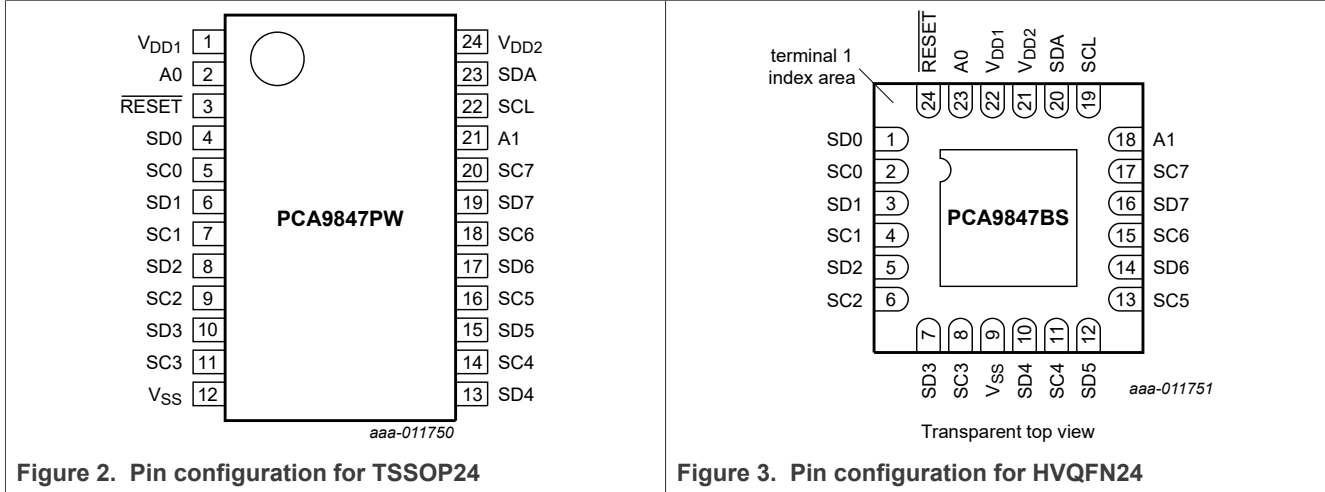 VDD1 1 24 VDD2
A0 2 23 SDA
RESET 3 22 SCL
SD0 4 21 A1
SC0 5 20 SC7
SD1 6 19 SD7
PCA9847PW
SC1 7 18 SC6
SD2 8 17 SD6
SC2 9 16 SC5
SD3 10 15 SD5
SC3 11 14 SC4
VSS 12 13 SD4
aaa-011750
Figure 2. Pin configuration for TSSOP24
terminal 1
index area
RESET A0 VDD1 VDD2 SDA SCL
24 23 22 21 20 19
SD0 1 18 A1
SC0 2 17 SC7
SD1 3 16 SD7
PCA9847BS
SC1 4 15 SC6
SD2 5 14 SD6
SC2 6 13 SC5
7 8 9 10 11 12
SD3 SC3 VSS SD4 SC4 SD5
aaa-011751
Transparent top view
Figure 3. Pin configuration for HVQFN24